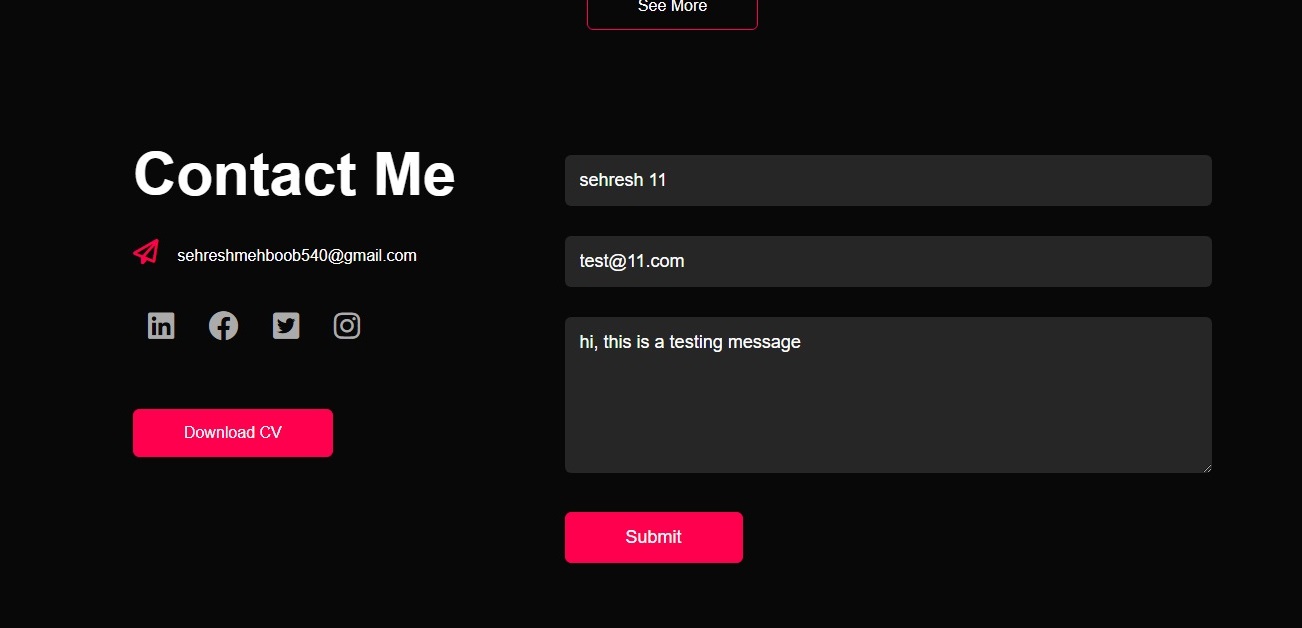 See More
Contact Me
sehreshmehboob540@gmail.com
Download CV
sehresh 11
test@11.com
hi, this is a testing message
Submit